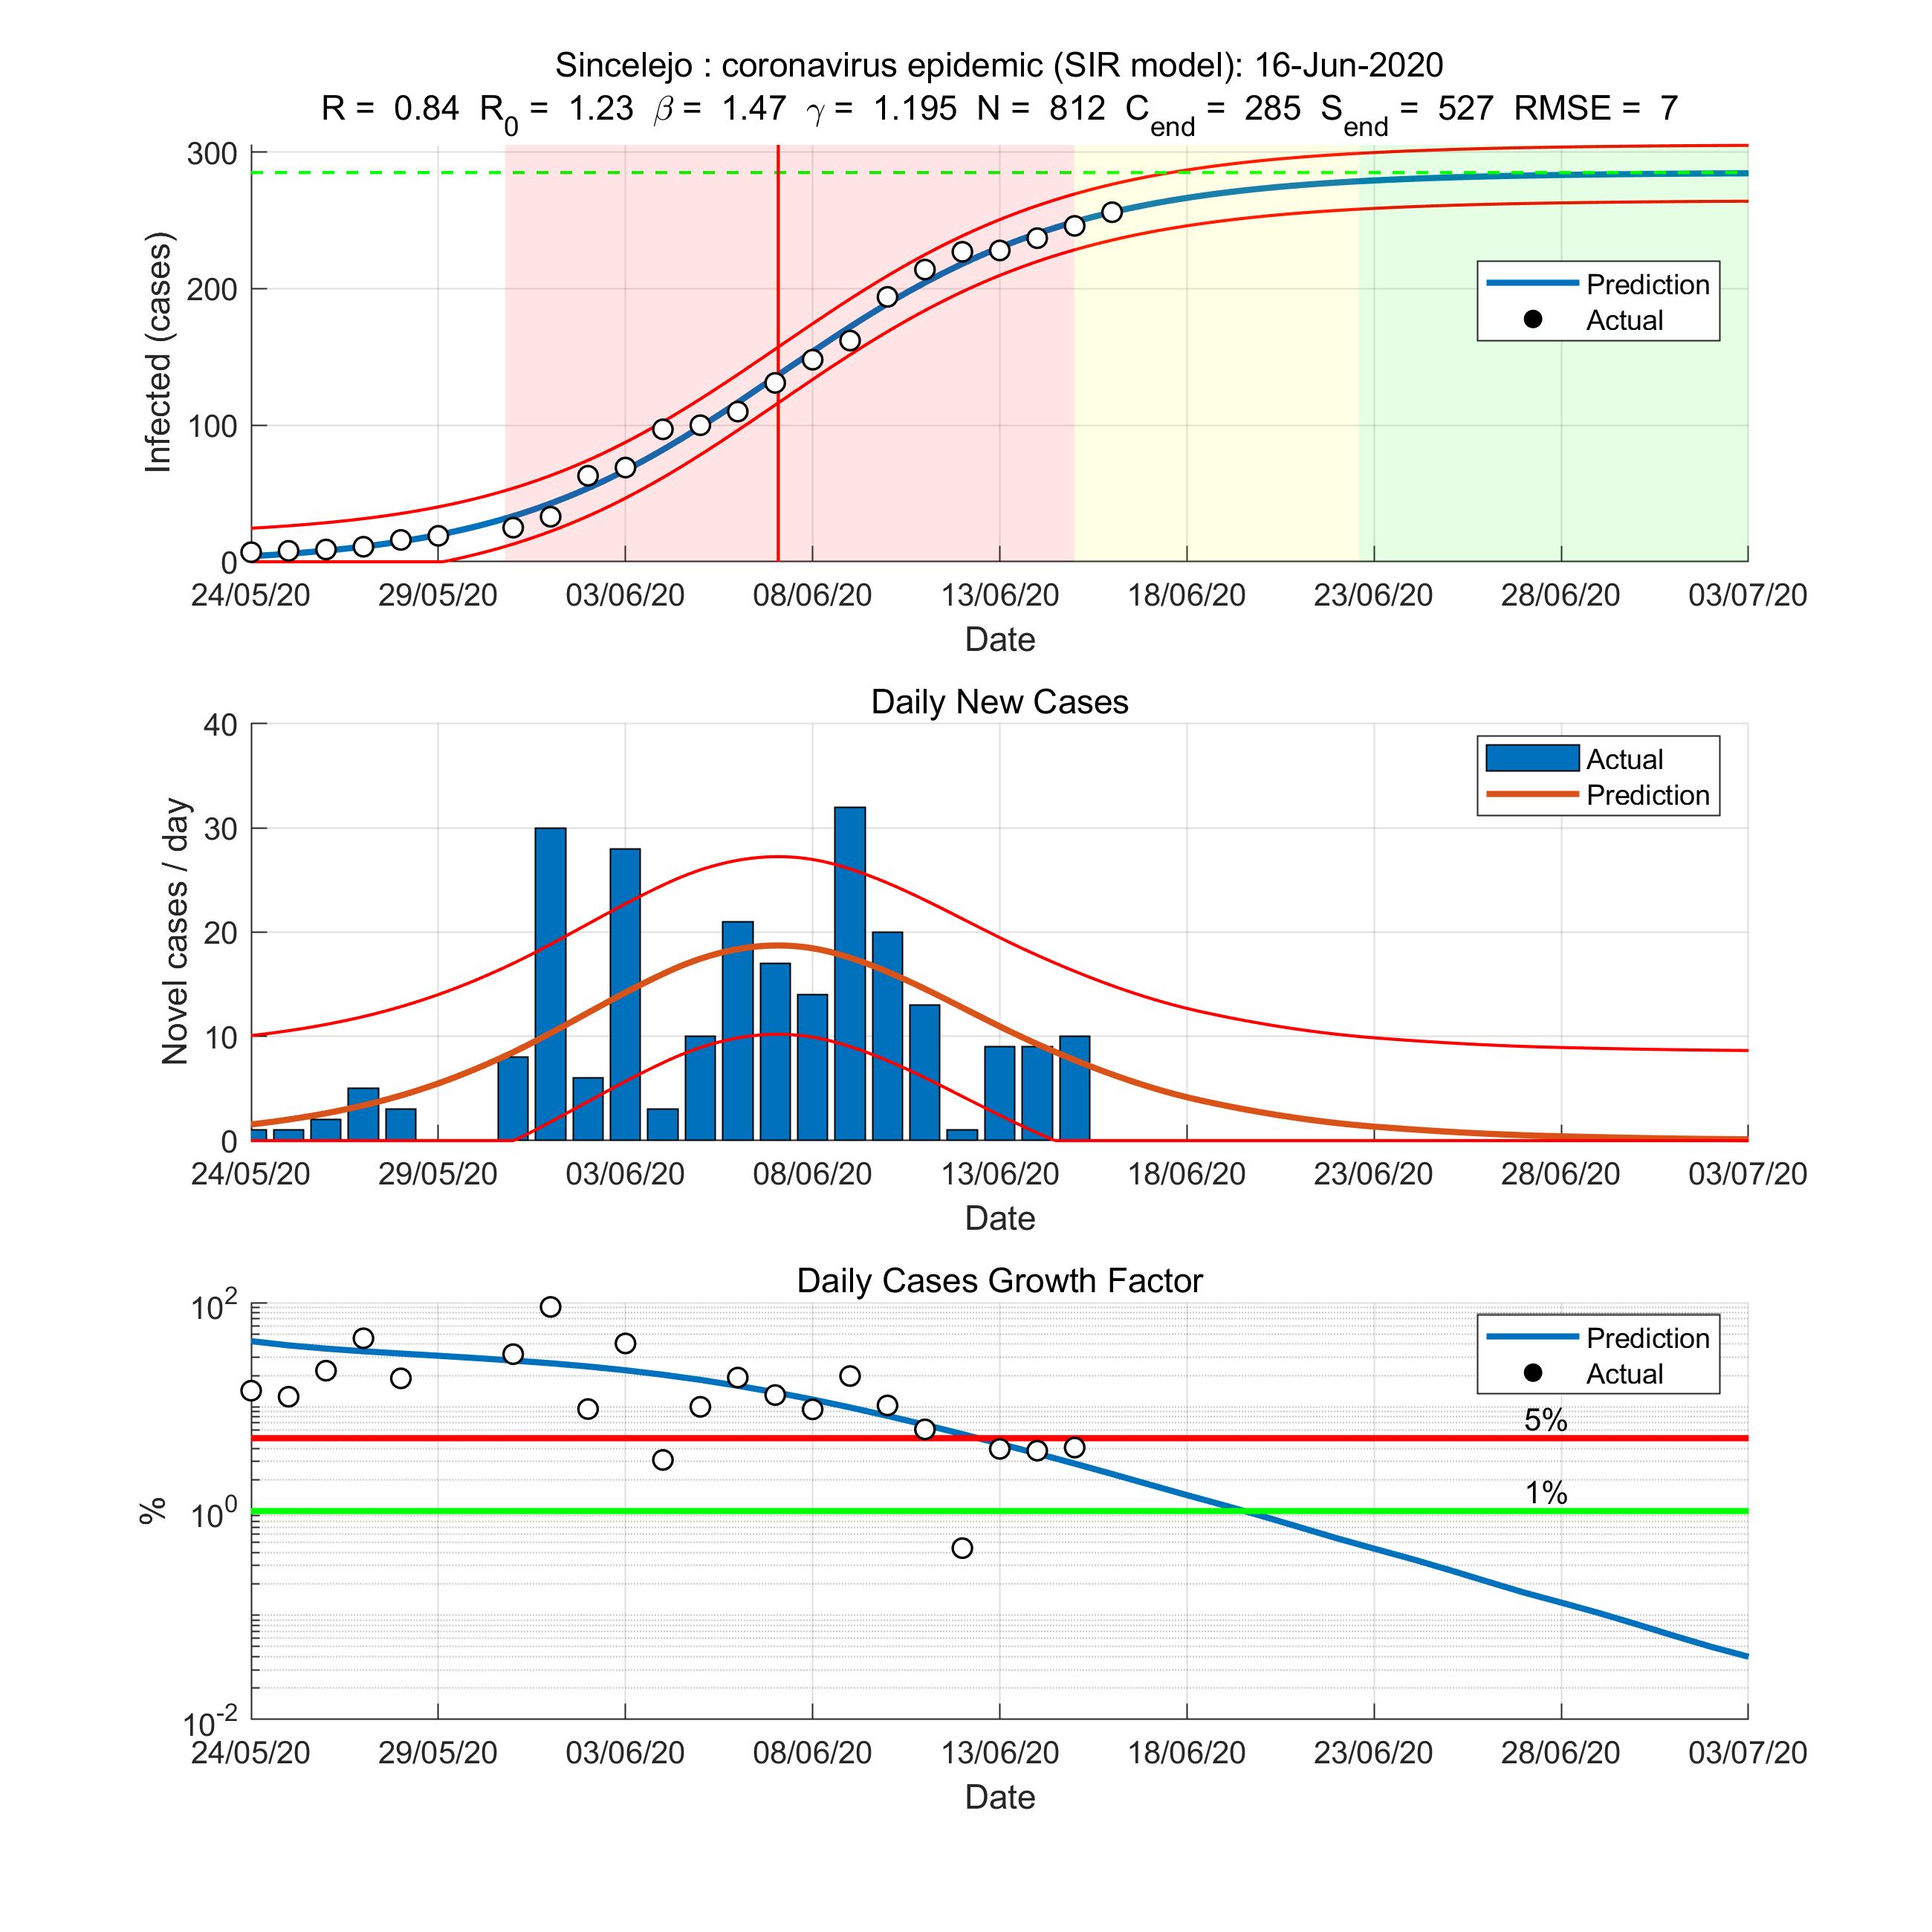 Sincelejo : coronavirus epidemic (SIR model): 16-Jun-2020
R = 0.84 R0 = 1.23 β = 1.47 γ = 1.195 N = 812 Cend = 285 Send = 527 RMSE = 7
300
200
100
0
Infected (cases)
Prediction
Actual
24/05/20 29/05/20 03/06/20 08/06/20 13/06/20 18/06/20 23/06/20 28/06/20 03/07/20
Date
Daily New Cases
40
30
20
10
0
Novel cases / day
Actual
Prediction
24/05/20 29/05/20 03/06/20 08/06/20 13/06/20 18/06/20 23/06/20 28/06/20 03/07/20
Date
Daily Cases Growth Factor
10^2
10^0
10^-2
%
Prediction
Actual
5%
1%
24/05/20 29/05/20 03/06/20 08/06/20 13/06/20 18/06/20 23/06/20 28/06/20 03/07/20
Date